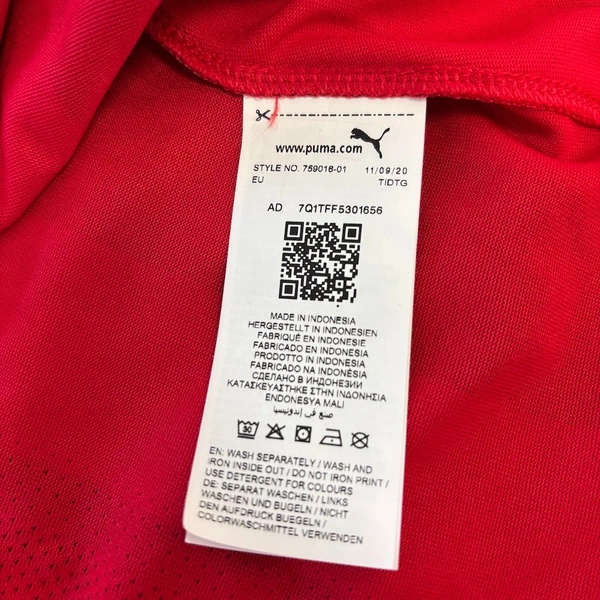 www.puma.com
STYLE NO. 759016-01 11/09/20
EU TIDTG
AD 7Q1TFF5301656
MADE IN INDONESIA
HERGESTELLT IN INDONESIEN
FABRIQUÉ EN INDONESIE
FABRICADO EN INDONESIA
PRODOTTO IN INDONESIA
FABRICADO NA INDONÉSIA
СДЕЛАНО В ИНДОНЕЗИИ
ΚΑΤΑΣΚΕΥΑΣΤΗΚΕ ΣΤΗΝ ΙΝΔΟΝΗΣΙΑ
ENDONESYA MALI
صنع في إندونيسيا
30
EN: WASH SEPARATELY / WASH AND
IRON INSIDE OUT / DO NOT IRON PRINT /
USE DETERGENT FOR COLOURS
DE: SEPARAT WASCHEN / LINKS
WASCHEN UND BUGELN / NICHT
DEN AUFDRUCK BUEGELN /
COLORWASCHMITTEL VERWENDEN